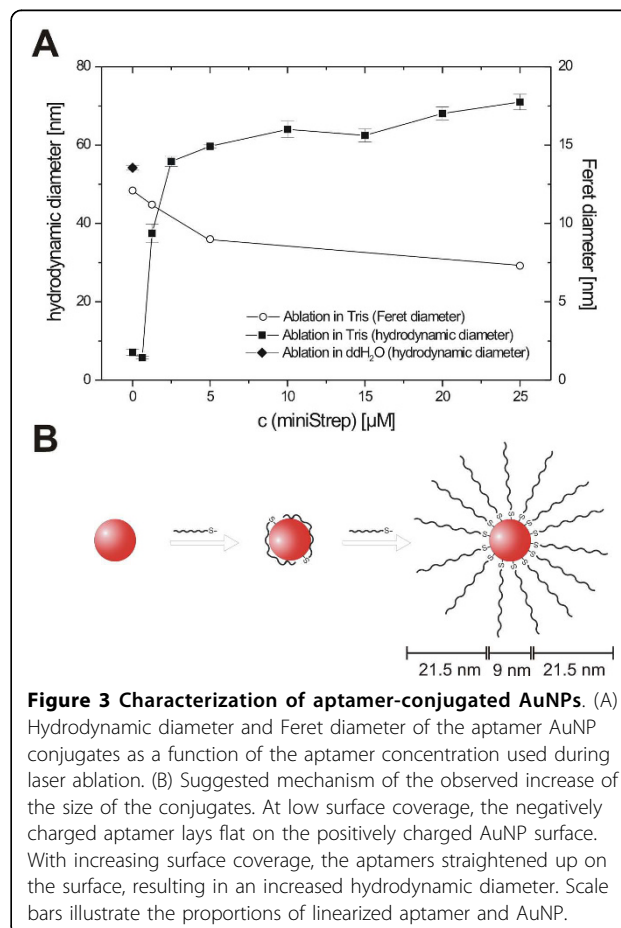 A
80
60
40
20
0
hydrodynamic diameter [nm]
20
15
10
5
0
Feret diameter [nm]
Ablation in Tris (Feret diameter)
Ablation in Tris (hydrodynamic diameter)
Ablation in ddH₂O (hydrodynamic diameter)
0 5 10 15 20 25
c (miniStrep) [µM]
B
S-
S
S
S-
S S S S S S S S S S S S S S
21.5 nm 9 nm 21.5 nm
Figure 3 Characterization of aptamer-conjugated AuNPs. (A)
Hydrodynamic diameter and Feret diameter of the aptamer AuNP
conjugates as a function of the aptamer concentration used during
laser ablation. (B) Suggested mechanism of the observed increase of
the size of the conjugates. At low surface coverage, the negatively
charged aptamer lays flat on the positively charged AuNP surface.
With increasing surface coverage, the aptamers straightened up on
the surface, resulting in an increased hydrodynamic diameter. Scale
bars illustrate the proportions of linearized aptamer and AuNP.